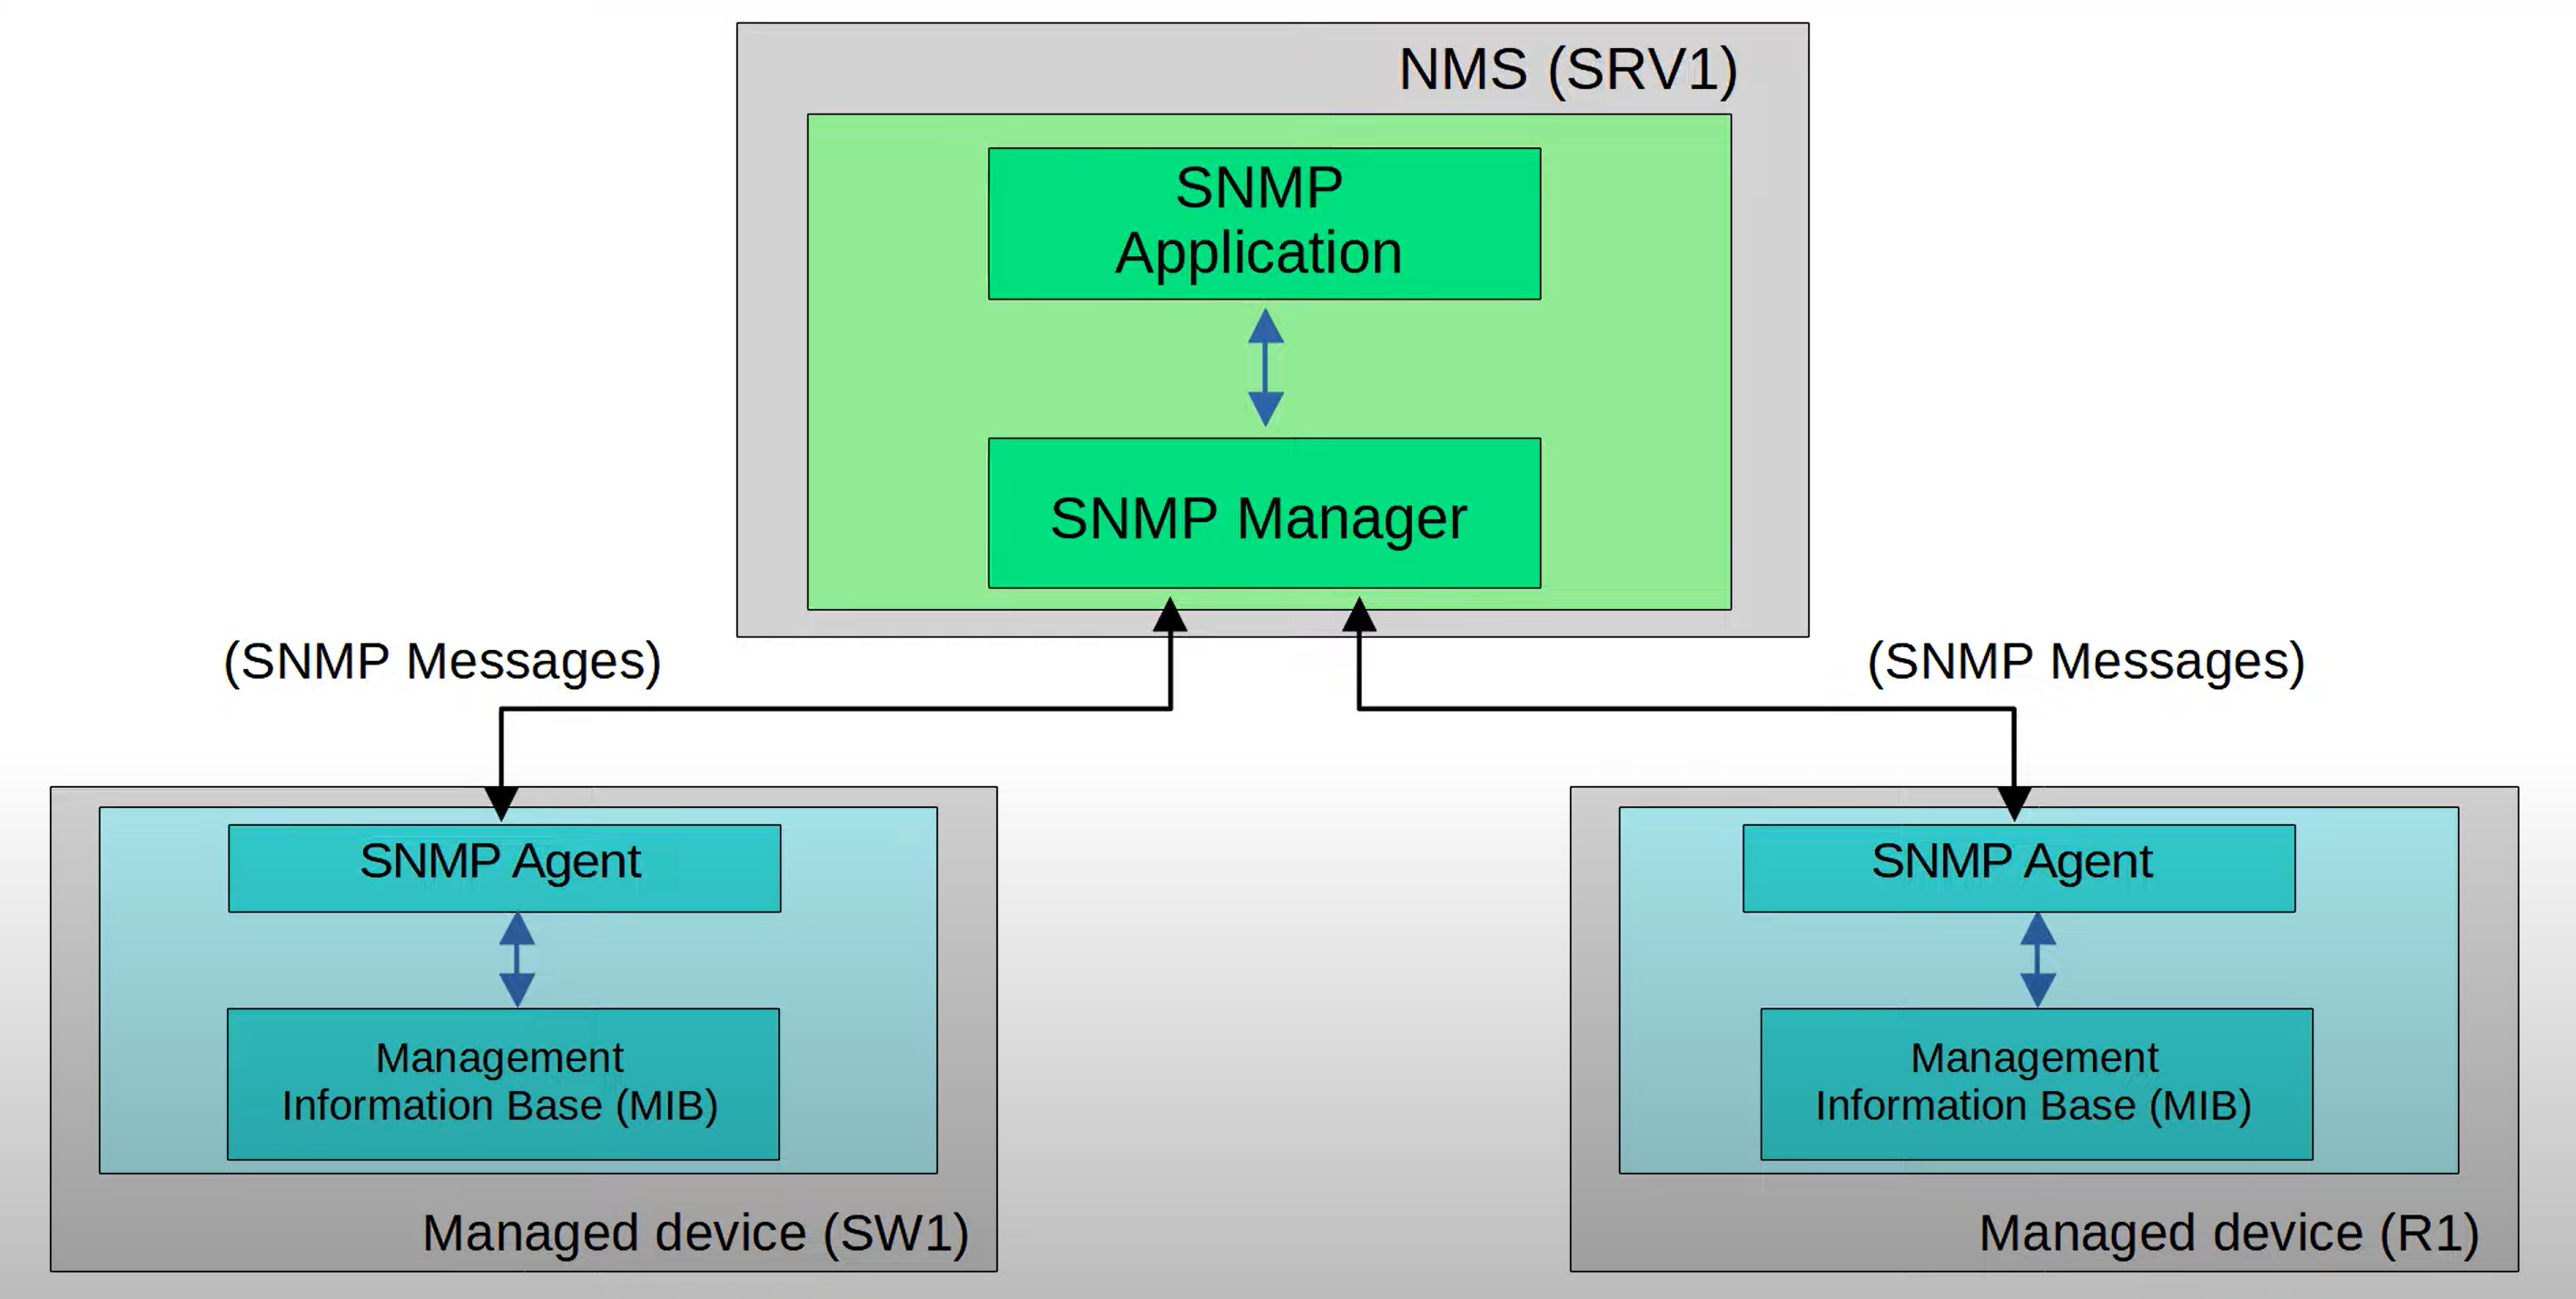 NMS (SRV1)
SNMP
Application
SNMP Manager
(SNMP Messages)
(SNMP Messages)
SNMP Agent
Management
Information Base (MIB)
Managed device (SW1)
SNMP Agent
Management
Information Base (MIB)
Managed device (R1)